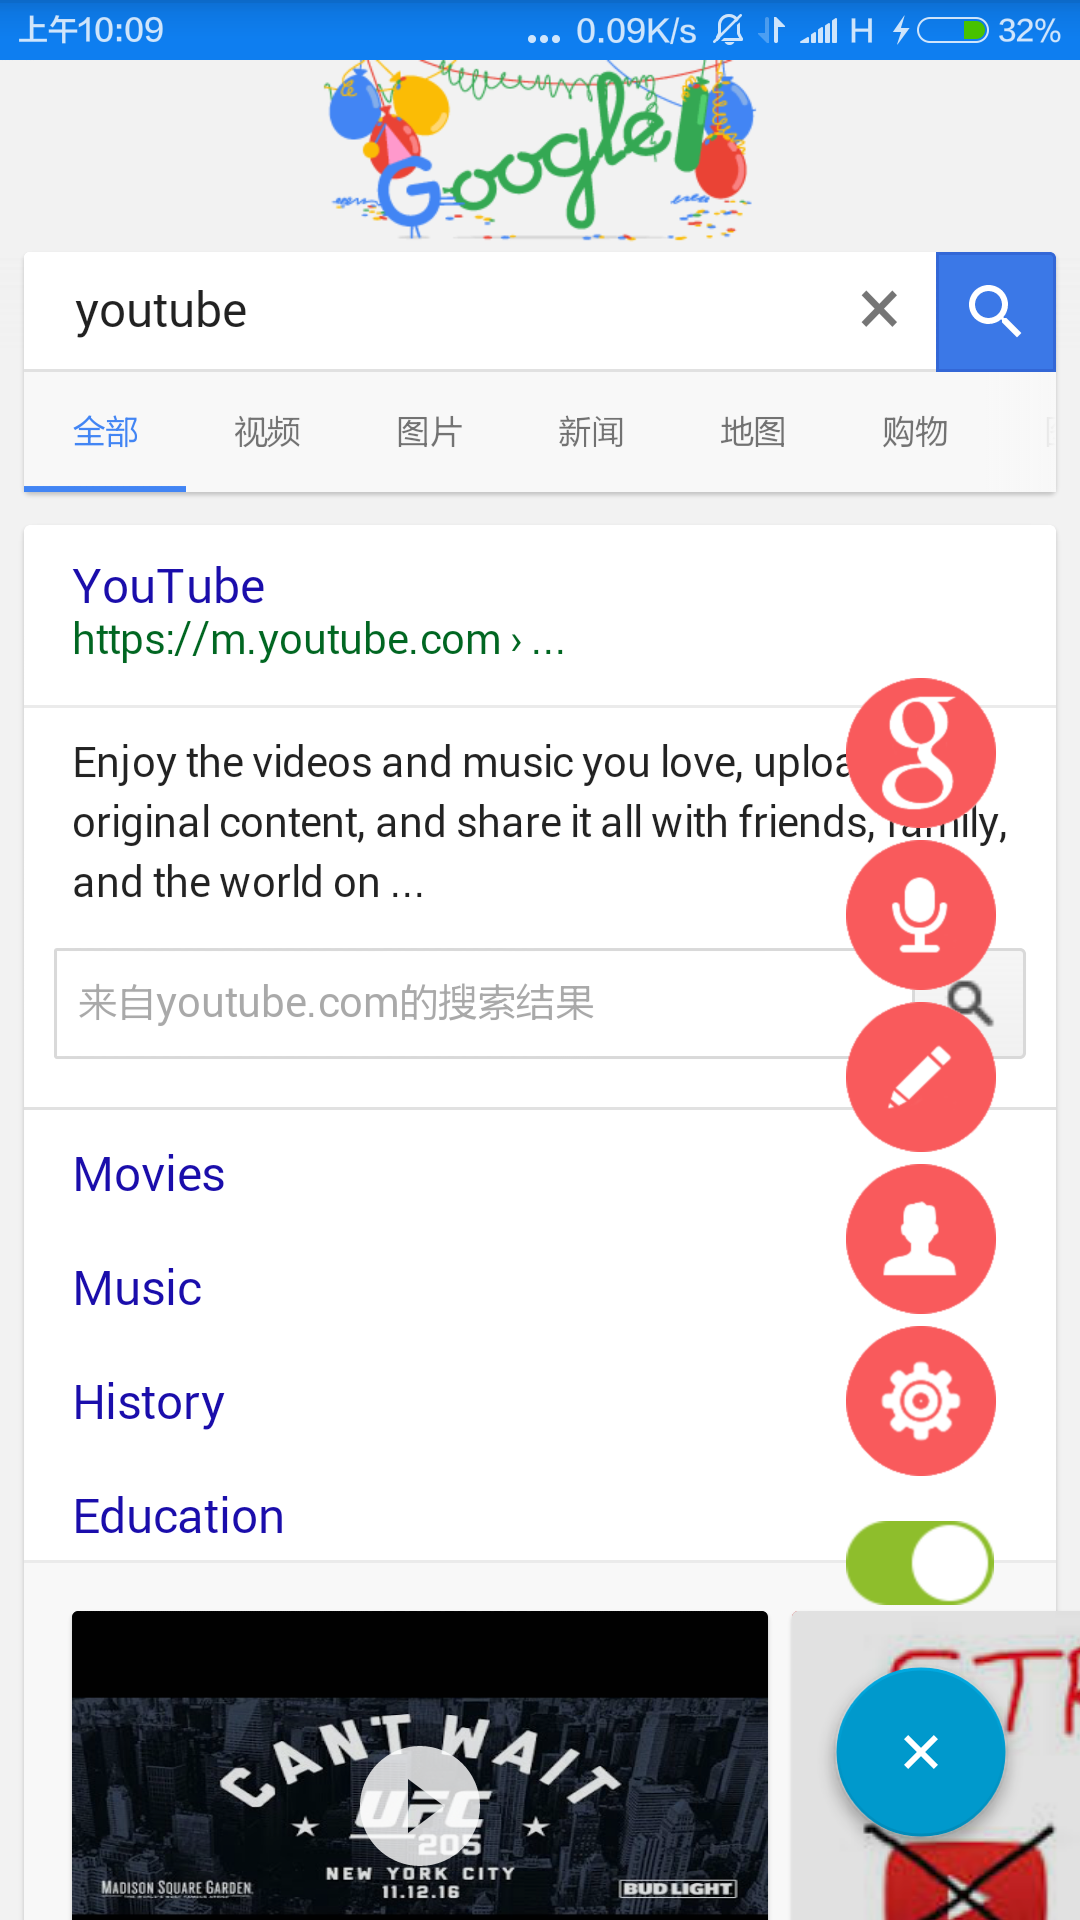 上午10:09 ... 0.09K/s H 32%
Google
youtube
全部 视频 图片 新闻 地图 购物
YouTube
https://m.youtube.com › ...
Enjoy the videos and music you love,
original content, and share it all with friends, family,
and the world on ...
来自youtube.com的搜索结果
Movies
Music
History
Education
CAN'T WAIT
UFC
205
NEW YORK CITY
11.12.16
MADISON SQUARE GARDEN
BUD LIGHT